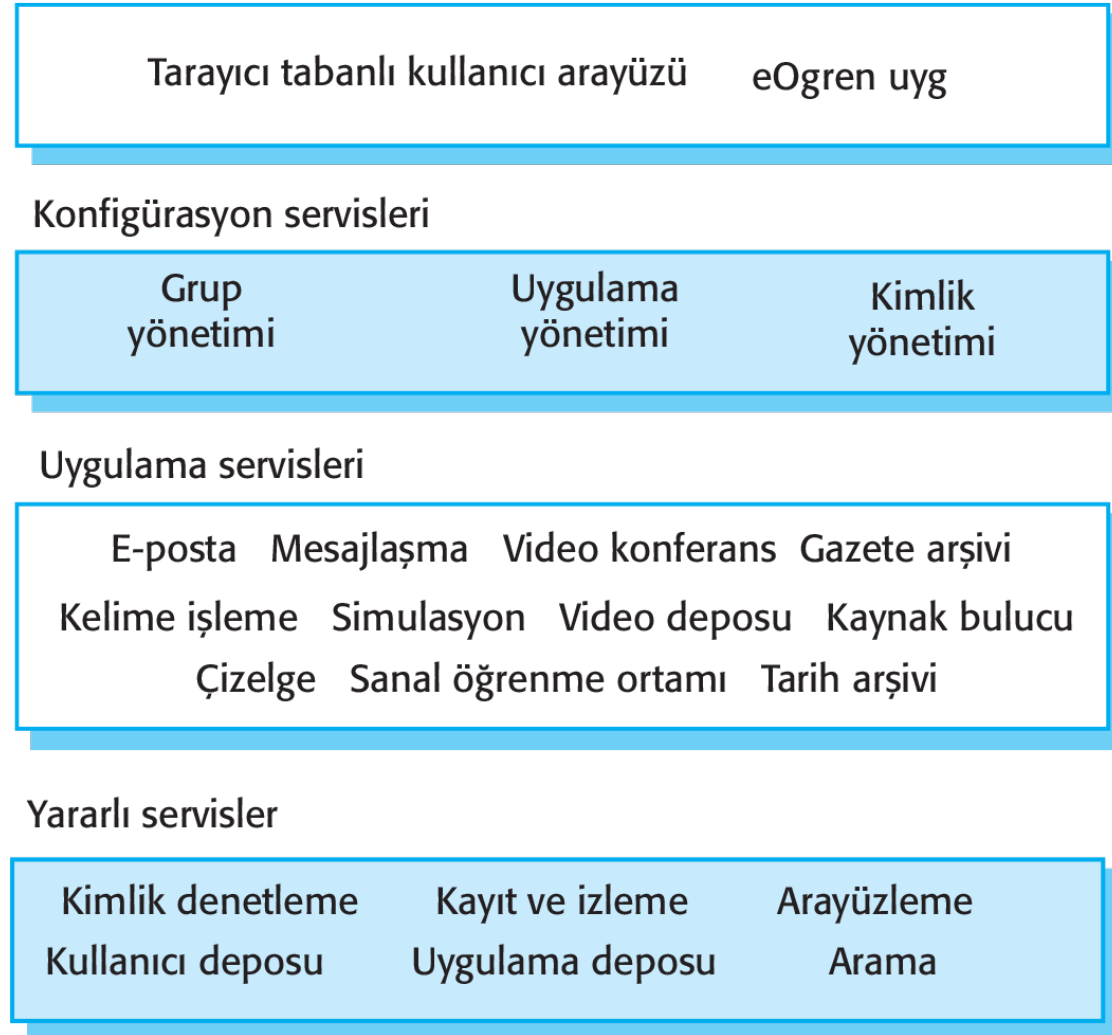 Tarayıcı tabanlı kullanıcı arayüzü eOgren uyg
Konfigürasyon servisleri
Grup yönetimi
Uygulama yönetimi
Kimlik yönetimi
Uygulama servisleri
E-posta Mesajlaşma Video konferans Gazete arşivi
Kelime işleme Simulasyon Video deposu Kaynak bulucu
Çizelge Sanal öğrenme ortamı Tarih arşivi
Yararlı servisler
Kimlik denetleme Kayıt ve izleme Arayüzleme
Kullanıcı deposu Uygulama deposu Arama